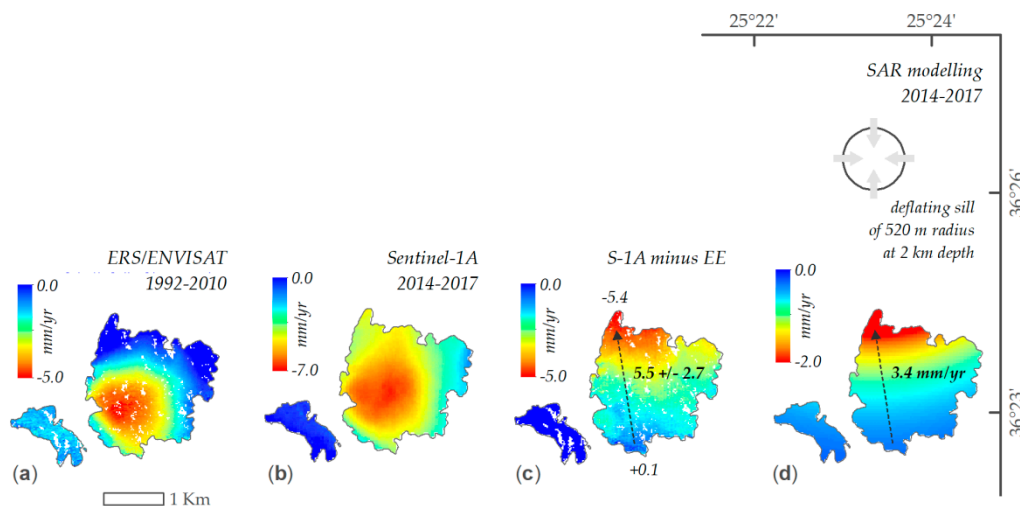 25°22'
25°24'
SAR modelling
2014-2017
36°26'
deflating sill
of 520 m radius
at 2 km depth
ERS/ENVISAT
1992-2010
0.0
mm/yr
-5.0
(a)
1 Km
Sentinel-1A
2014-2017
0.0
mm/yr
-7.0
(b)
S-1A minus EE
0.0
mm/yr
-5.0
-5.4
5.5 +/- 2.7
+0.1
(c)
0.0
mm/yr
-2.0
3.4 mm/yr
(d)
36°23'